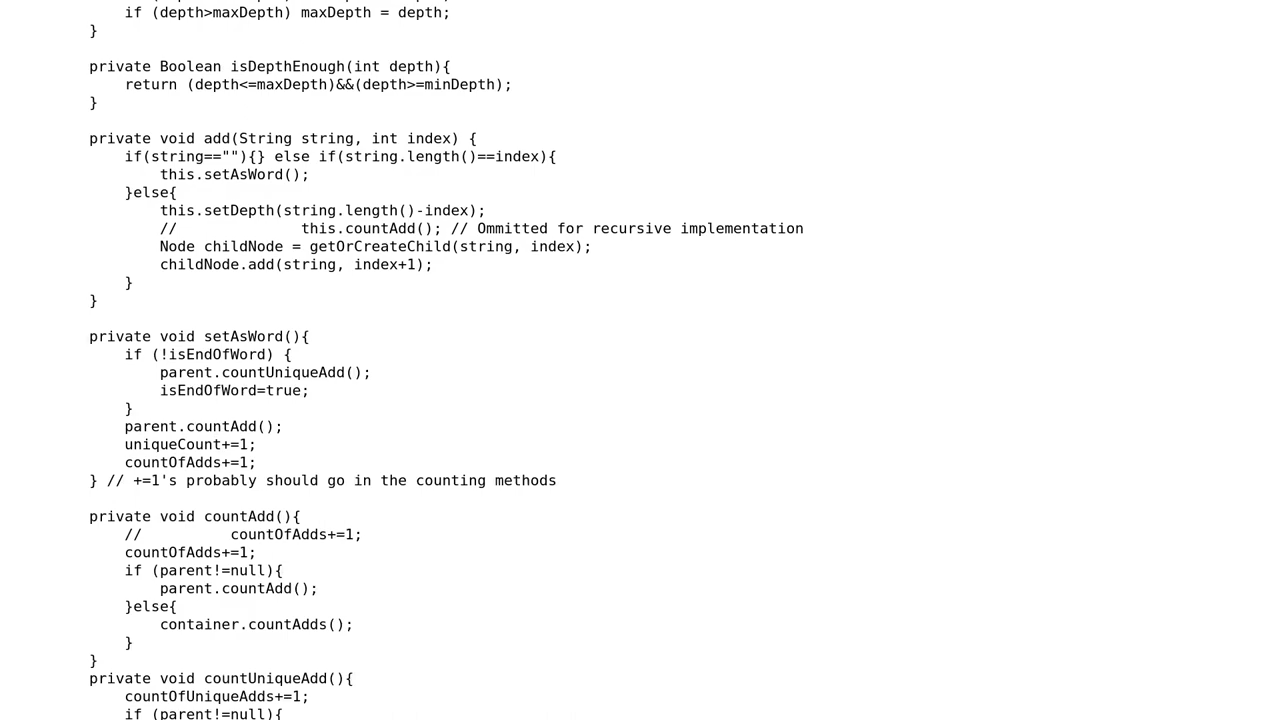 if (depth>maxDepth) maxDepth = depth;
}
private Boolean isDepthEnough(int depth){
return (depth<=maxDepth)&&(depth>=minDepth);
}
private void add(String string, int index) {
if(string==""){} else if(string.length()==index){
this.setAsWord();
}else{
this.setDepth(string.length()-index);
// this.countAdd(); // Ommitted for recursive implementation
Node childNode = getOrCreateChild(string, index);
childNode.add(string, index+1);
}
}
private void setAsWord(){
if (!isEndOfWord) {
parent.countUniqueAdd();
isEndOfWord=true;
}
parent.countAdd();
uniqueCount+=1;
countOfAdds+=1;
} // +=1's probably should go in the counting methods
private void countAdd(){
// countOfAdds+=1;
countOfAdds+=1;
if (parent!=null){
parent.countAdd();
}else{
container.countAdds();
}
}
private void countUniqueAdd(){
countOfUniqueAdds+=1;
if (parent!=null){